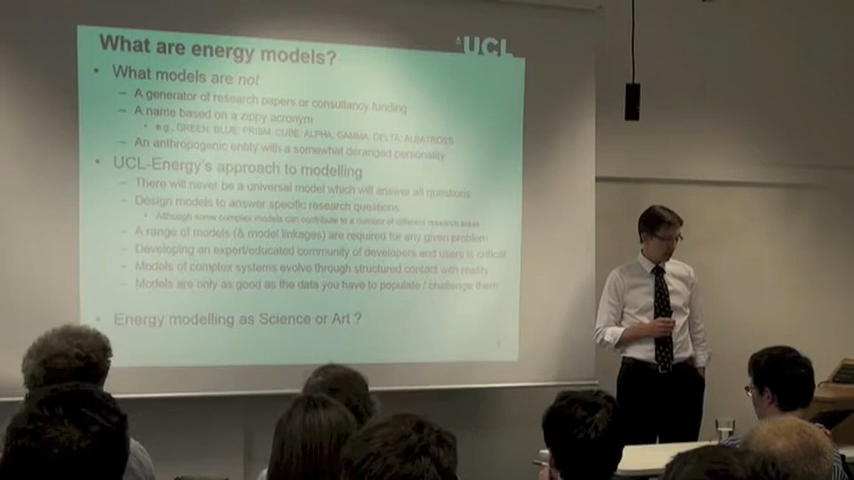 UCL
What are energy models?
• What models are not
– A generator of research papers or consultancy funding
– A name based on a zippy acronym
• e.g., GREEN, BLUE, PRISM, CUBE, ALPHA, GAMMA, DELTA, ALBATROSS
– An anthropogenic entity with a somewhat deranged personality
• UCL-Energy's approach to modelling
– There will never be a universal model which will answer all questions
– Design models to answer specific research questions
• Although some complex models can contribute to a number of different research areas
– A range of models (& model linkages) are required for any given problem
– Developing an expert/educated community of developers and users is critical
– Models of complex systems evolve through structured contact with reality
– Models are only as good as the data you have to populate / challenge them
• Energy modelling as Science or Art?